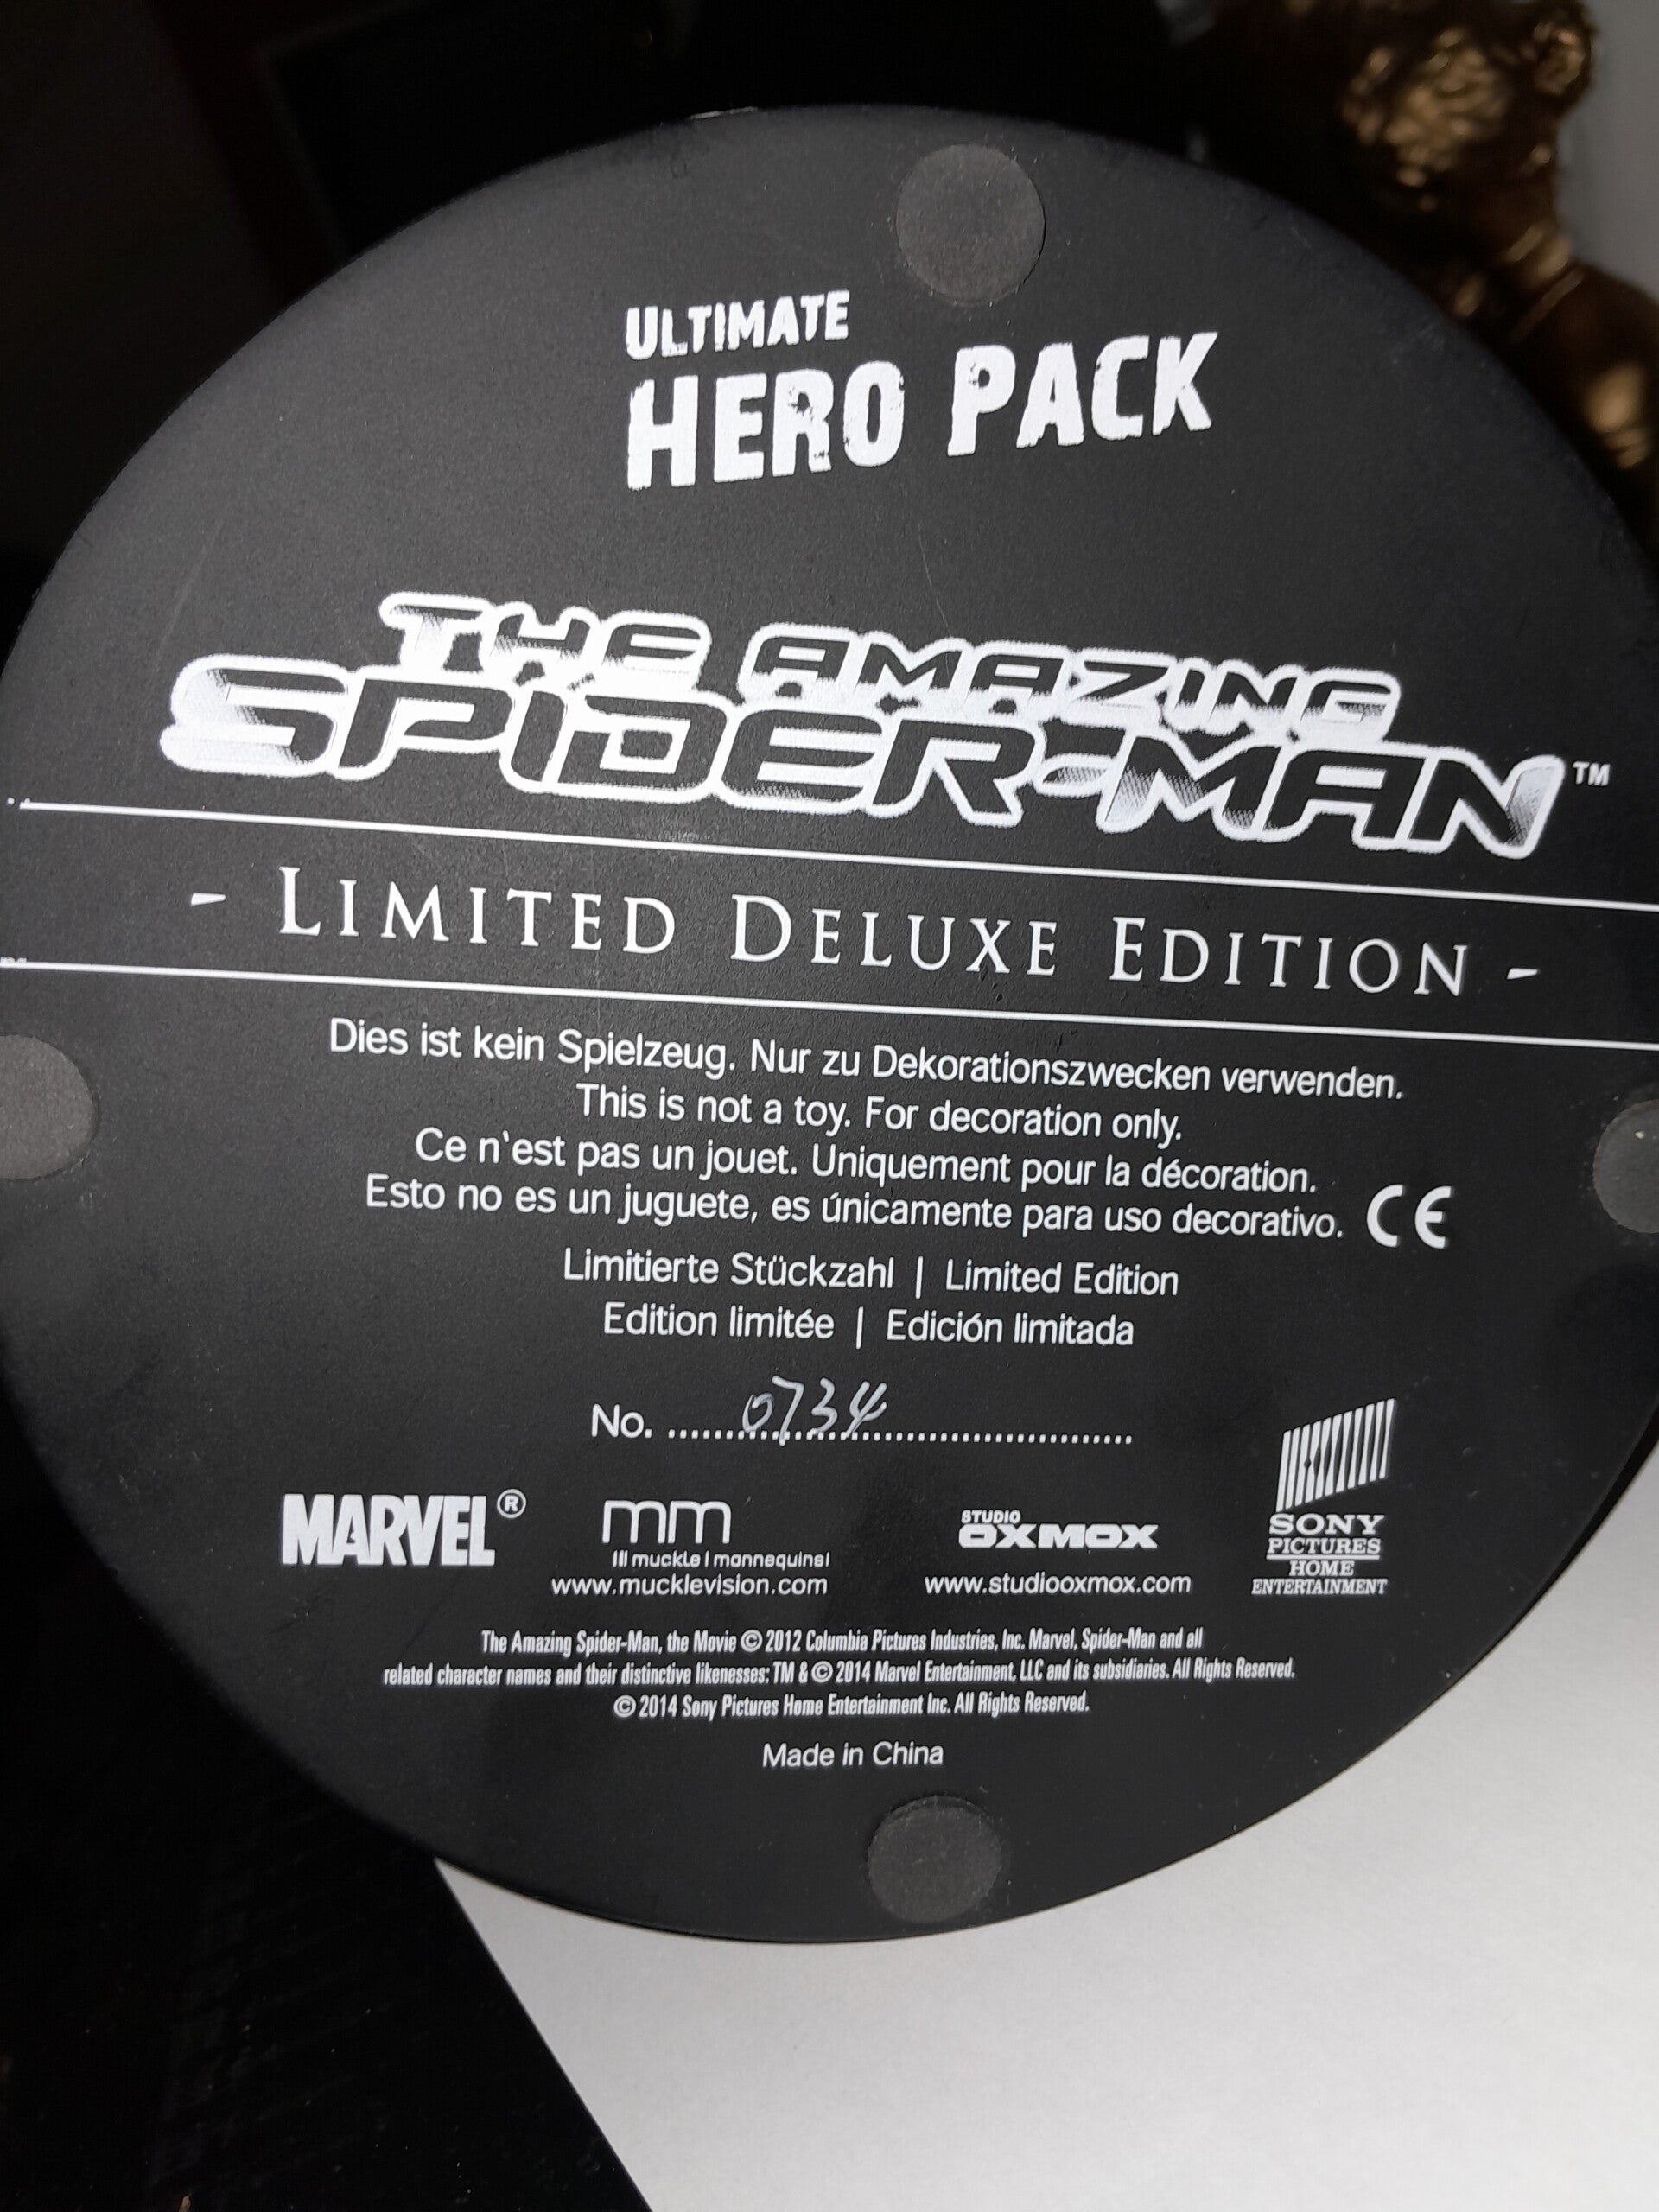 ULTIMATE
HERO PACK
THE AMAZING
SPIDER-MAN™
- LIMITED DELUXE EDITION -
Dies ist kein Spielzeug. Nur zu Dekorationszwecken verwenden.
This is not a toy. For decoration only.
Ce n'est pas un jouet. Uniquement pour la décoration.
Esto no es un juguete, es únicamente para uso decorativo. CE
Limitierte Stückzahl | Limited Edition
Edition limitée | Edición limitada
No. ......0734......
MARVEL®
mm
muckle | mannequins
www.mucklevision.com
STUDIO
OXMOX
www.studiooxmox.com
SONY
PICTURES
HOME
ENTERTAINMENT
The Amazing Spider-Man, the Movie © 2012 Columbia Pictures Industries, Inc. Marvel, Spider-Man and all
related character names and their distinctive likenesses: TM & © 2014 Marvel Entertainment, LLC and its subsidiaries. All Rights Reserved.
© 2014 Sony Pictures Home Entertainment Inc. All Rights Reserved.
Made in China